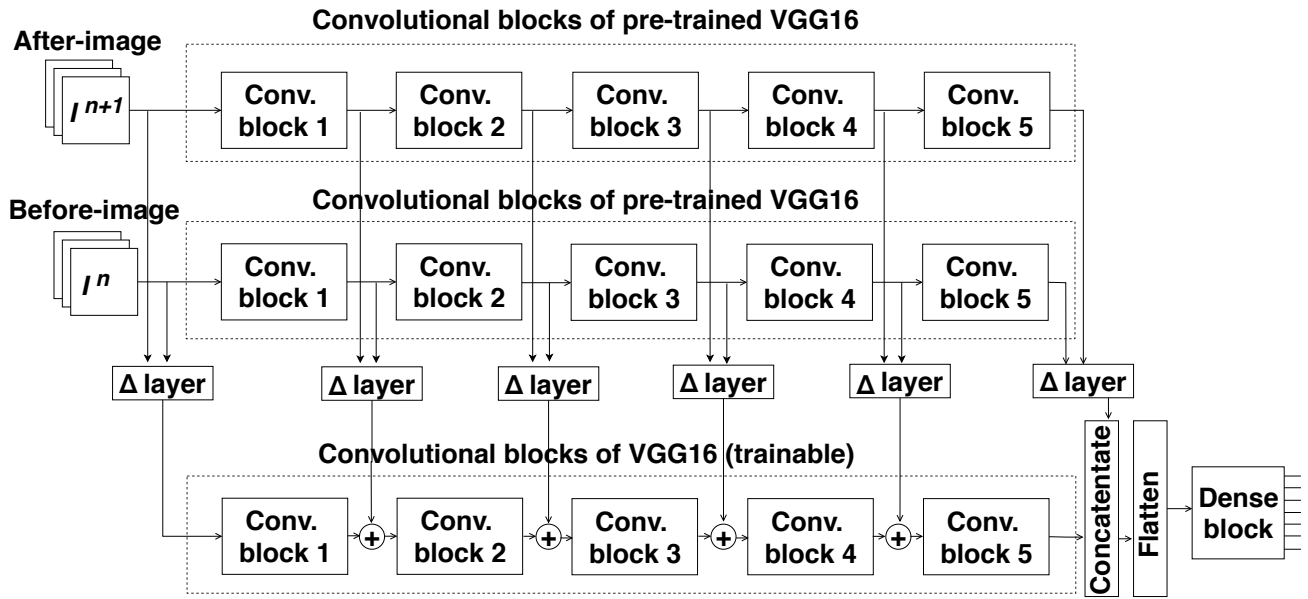 Convolutional blocks of pre-trained VGG16
After-image
I n+1
Conv. block 1
Conv. block 2
Conv. block 3
Conv. block 4
Conv. block 5
Convolutional blocks of pre-trained VGG16
Before-image
I n
Conv. block 1
Conv. block 2
Conv. block 3
Conv. block 4
Conv. block 5
Δ layer
Δ layer
Δ layer
Δ layer
Δ layer
Δ layer
Convolutional blocks of VGG16 (trainable)
Conv. block 1
+
Conv. block 2
+
Conv. block 3
+
Conv. block 4
+
Conv. block 5
Concatentate
Flatten
Dense block